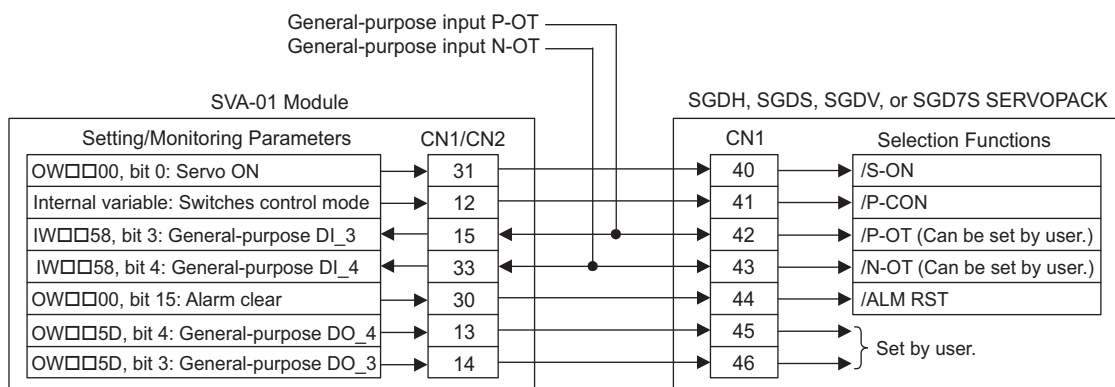 General-purpose input P-OT
General-purpose input N-OT
SVA-01 Module
SGDH, SGDS, SGDV, or SGD7S SERVOPACK
Setting/Monitoring Parameters CN1/CN2 CN1 Selection Functions
OW□□00, bit 0: Servo ON 31 40 /S-ON
Internal variable: Switches control mode 12 41 /P-CON
IW□□58, bit 3: General-purpose DI_3 15 42 /P-OT (Can be set by user.)
IW□□58, bit 4: General-purpose DI_4 33 43 /N-OT (Can be set by user.)
OW□□00, bit 15: Alarm clear 30 44 /ALM RST
OW□□5D, bit 4: General-purpose DO_4 13 45
Set by user.
OW□□5D, bit 3: General-purpose DO_3 14 46